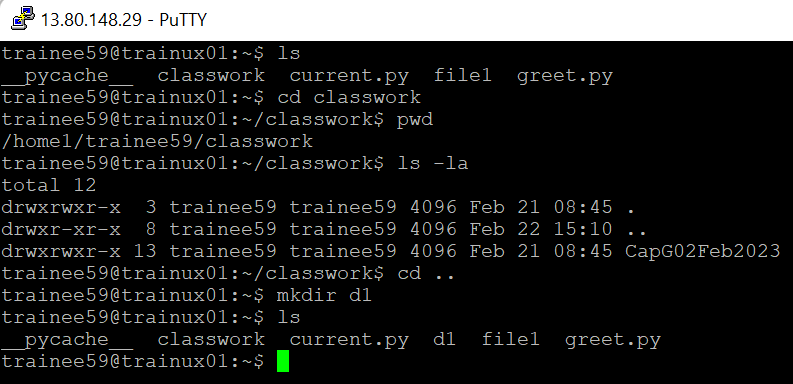 13.80.148.29 - PuTTY
trainee59@trainux01:~$ ls
__pycache__  classwork  current.py  file1  greet.py
trainee59@trainux01:~$ cd classwork
trainee59@trainux01:~/classwork$ pwd
/home1/trainee59/classwork
trainee59@trainux01:~/classwork$ ls -la
total 12
drwxrwxr-x  3 trainee59 trainee59 4096 Feb 21 08:45 .
drwxr-xr-x  8 trainee59 trainee59 4096 Feb 22 15:10 ..
drwxrwxr-x 13 trainee59 trainee59 4096 Feb 21 08:45 CapG02Feb2023
trainee59@trainux01:~/classwork$ cd ..
trainee59@trainux01:~$ mkdir d1
trainee59@trainux01:~$ ls
__pycache__  classwork  current.py  d1  file1  greet.py
trainee59@trainux01:~$